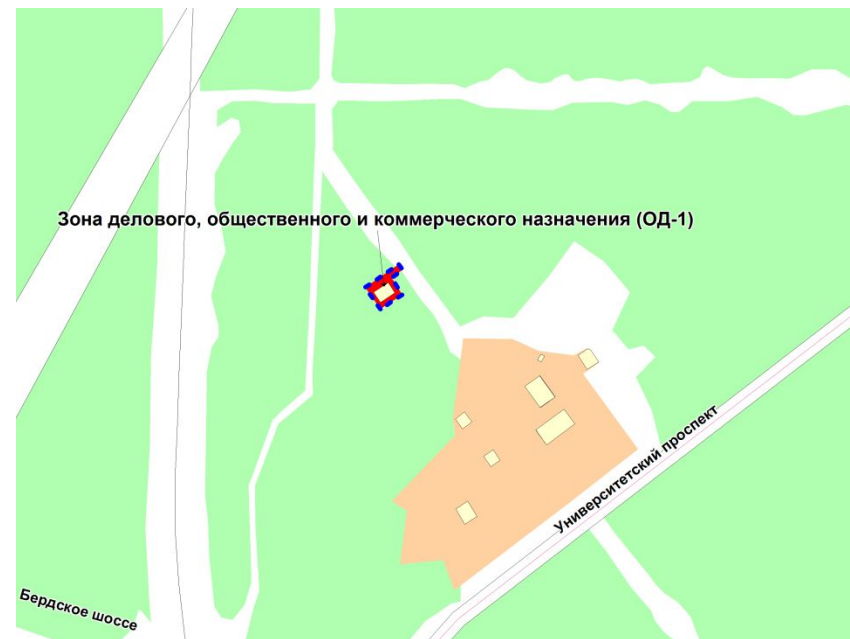 Зона делового, общественного и коммерческого назначения (ОД-1)
Университетский проспект
Бердское шоссе